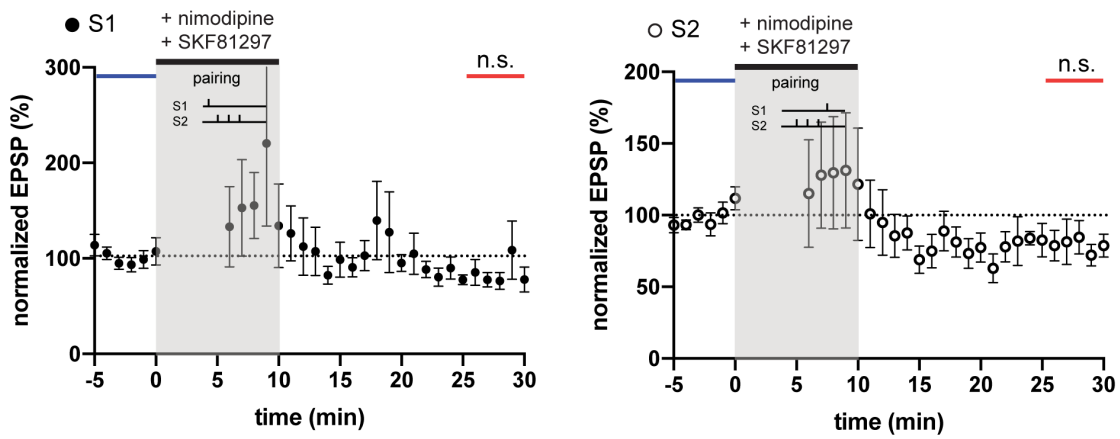 S1
+ nimodipine
+ SKF81297
n.s.
pairing
S1
S2
300
200
100
0
normalized EPSP (%)
-5 0 5 10 15 20 25 30
time (min)
S2
+ nimodipine
+ SKF81297
n.s.
pairing
S1
S2
200
150
100
50
0
normalized EPSP (%)
-5 0 5 10 15 20 25 30
time (min)